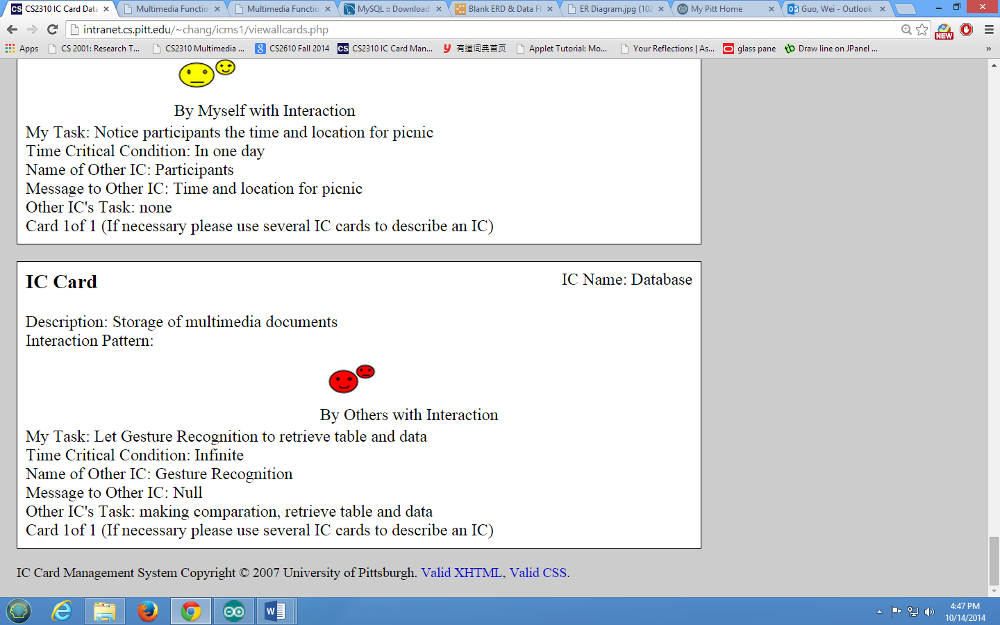 CS2310 IC Card Data
Multimedia Functio
Multimedia Functio
MySQL :: Download
Blank ERD & Data Fl
ER Diagram.jpg (102
My Pitt Home
Guo, Wei - Outlook
intranet.cs.pitt.edu/~chang/icms1/viewallcards.php
NEW
Apps
CS 2001: Research T...
CS2310 Multimedia ...
CS2610 Fall 2014
CS2310 IC Card Man...
有道词典首页
Applet Tutorial: Mo...
Your Reflections | As...
glass pane
Draw line on JPanel ...
»
By Myself with Interaction
My Task: Notice participants the time and location for picnic
Time Critical Condition: In one day
Name of Other IC: Participants
Message to Other IC: Time and location for picnic
Other IC's Task: none
Card 1of 1 (If necessary please use several IC cards to describe an IC)
IC Card
IC Name: Database
Description: Storage of multimedia documents
Interaction Pattern:
By Others with Interaction
My Task: Let Gesture Recognition to retrieve table and data
Time Critical Condition: Infinite
Name of Other IC: Gesture Recognition
Message to Other IC: Null
Other IC's Task: making comparation, retrieve table and data
Card 1of 1 (If necessary please use several IC cards to describe an IC)
IC Card Management System Copyright © 2007 University of Pittsburgh. Valid XHTML, Valid CSS.
4:47 PM
10/14/2014